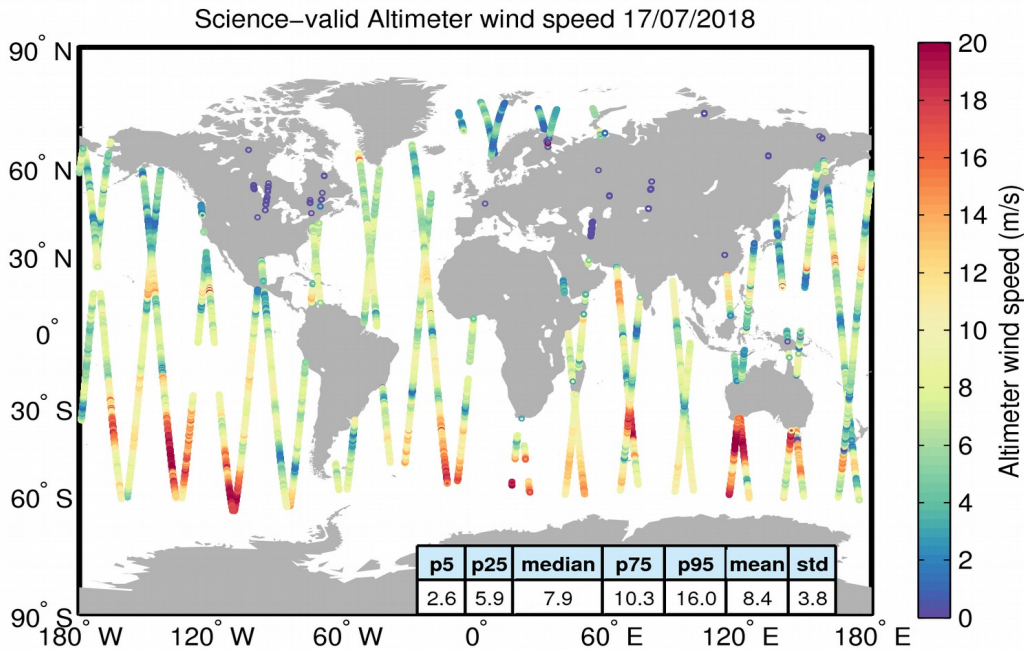 Science−valid Altimeter wind speed 17/07/2018
90° N
60° N
30° N
0°
30° S
60° S
90° S
180° W
120° W
60° W
0°
60° E
120° E
180° E
p5 p25 median p75 p95 mean std
2.6 5.9 7.9 10.3 16.0 8.4 3.8
20
18
16
14
12
10
8
6
4
2
0
Altimeter wind speed (m/s)